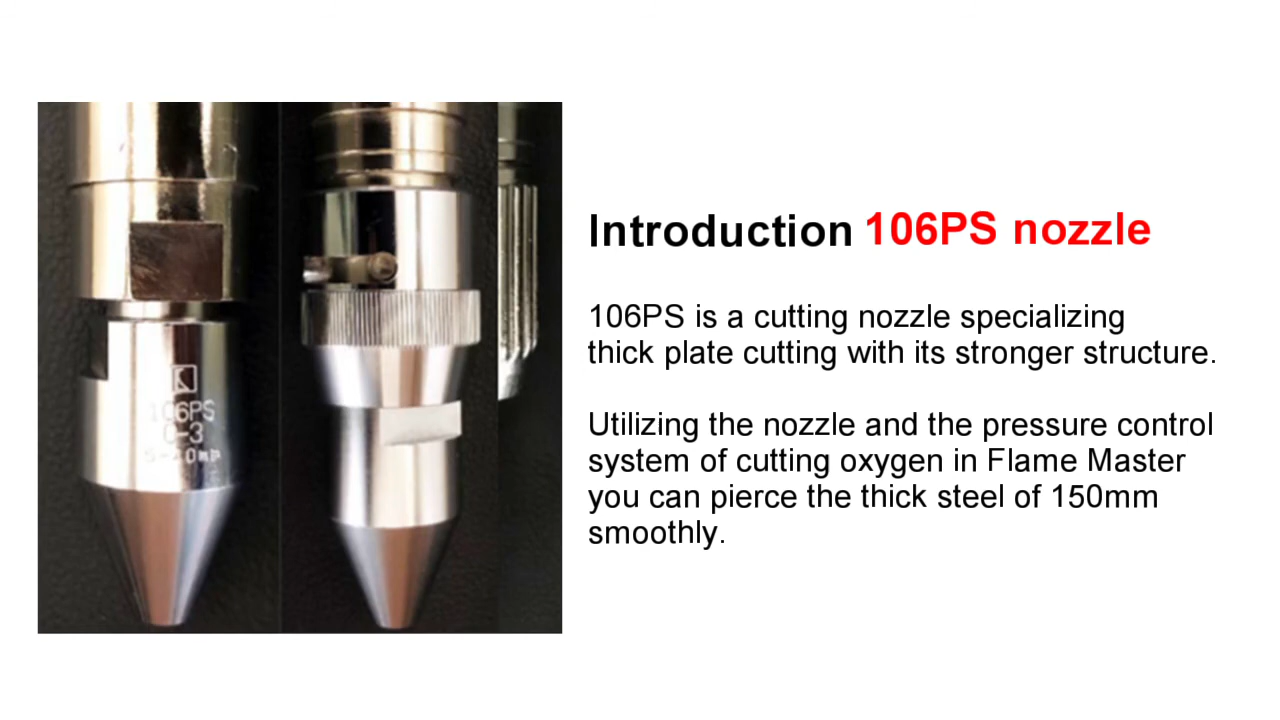 Introduction 106PS nozzle
106PS is a cutting nozzle specializing
thick plate cutting with its stronger structure.
Utilizing the nozzle and the pressure control
system of cutting oxygen in Flame Master
you can pierce the thick steel of 150mm
smoothly.
106PS